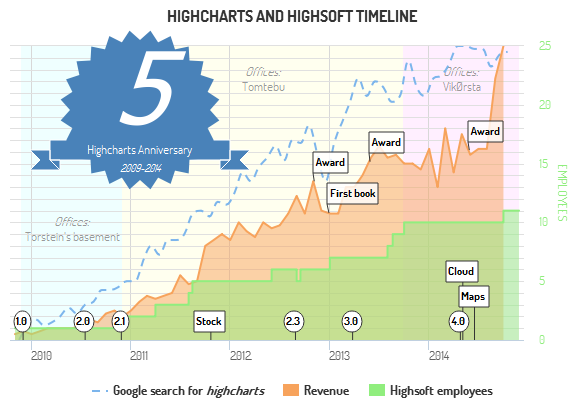 HIGHCHARTS AND HIGHSOFT TIMELINE
5
Highcharts Anniversary
2009-2014
Offices:
Torstein's basement
Offices:
Tomtebu
Offices:
VikØrsta
Award
Award
Award
First book
Cloud
Maps
1.0
2.0
2.1
Stock
2.3
3.0
4.0
25
20
15
10
5
0
EMPLOYEES
2010
2011
2012
2013
2014
Google search for highcharts
Revenue
Highsoft employees